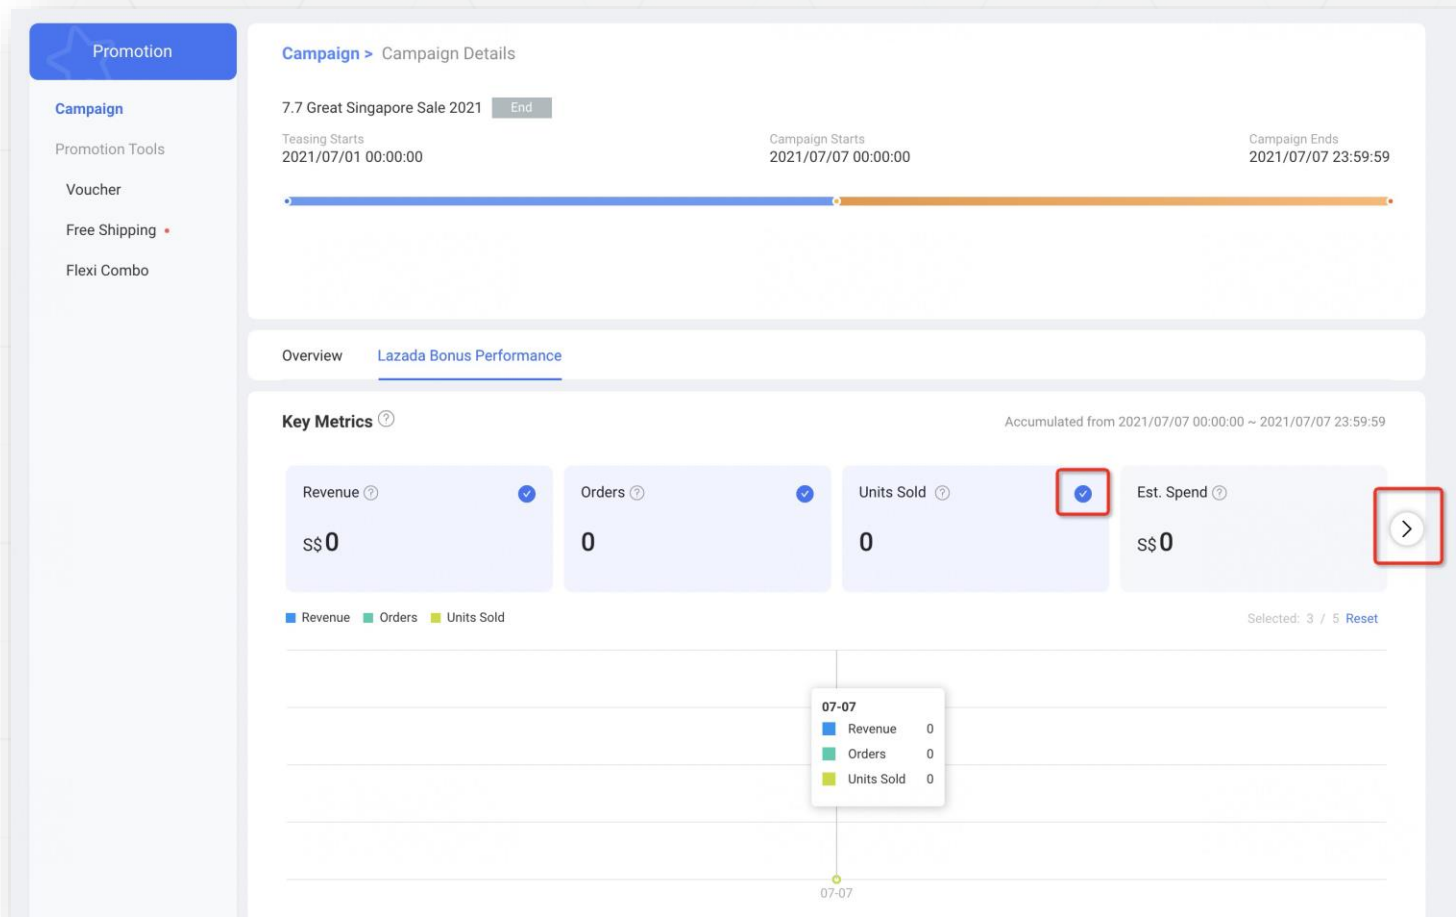 Promotion
Campaign
Promotion Tools
Voucher
Free Shipping
Flexi Combo
Campaign > Campaign Details
7.7 Great Singapore Sale 2021 End
Teasing Starts Campaign Starts Campaign Ends
2021/07/01 00:00:00 2021/07/07 00:00:00 2021/07/07 23:59:59
Overview Lazada Bonus Performance
Key Metrics ? Accumulated from 2021/07/07 00:00:00 ~ 2021/07/07 23:59:59
Revenue ? Orders ? Units Sold ? Est. Spend ?
S$0 0 0 S$0
Revenue Orders Units Sold Selected: 3 / 5 Reset
07-07
Revenue 0
Orders 0
Units Sold 0
07-07